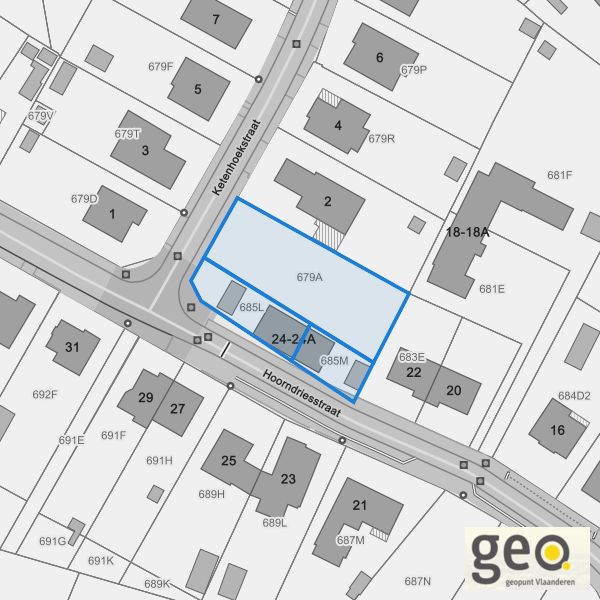 7
6
679F
679P
5
679V
4
679T
679R
3
Ketenhoekstraat
681F
679D
2
1
18-18A
679A
681E
685L
24-24A
31
685M
683E
22
20
692F
29
27
Hoorndriesstraat
684D2
16
691E
691F
691H
25
23
689H
21
689L
691G
687M
691K
689K
687N
geo.
geopunt Vlaanderen